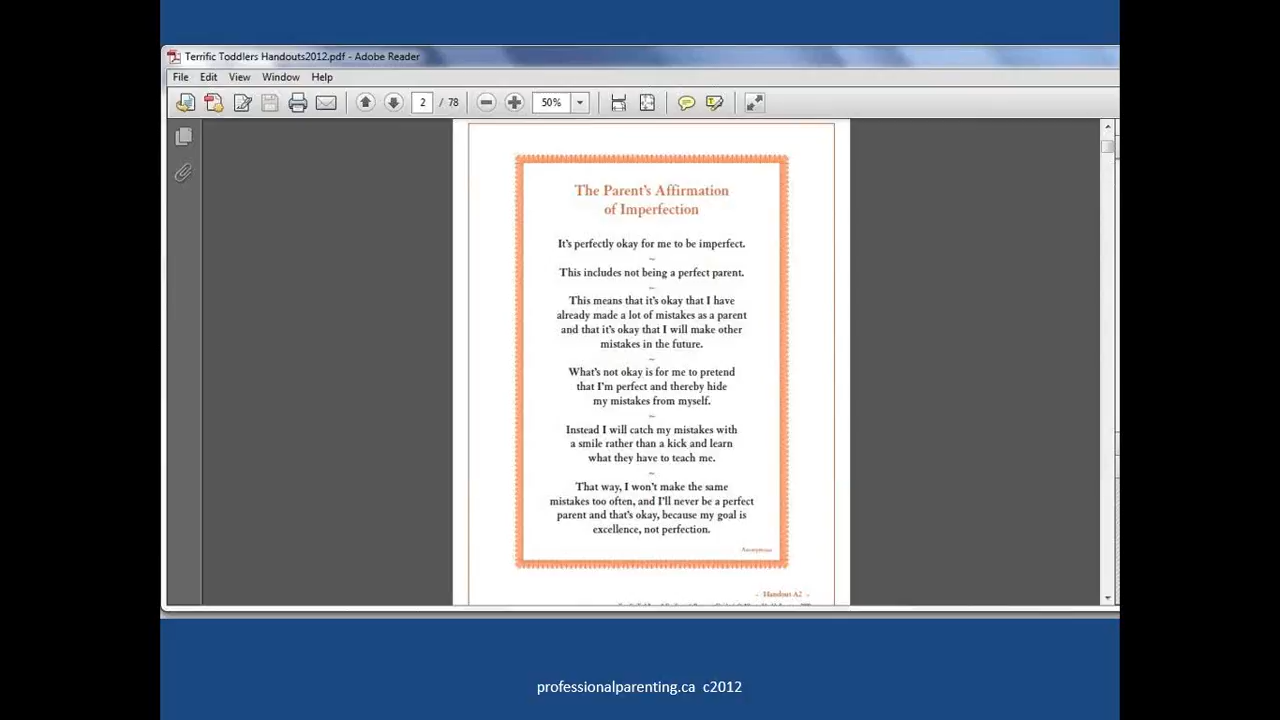 Terrific Toddlers Handouts2012.pdf - Adobe Reader
File Edit View Window Help
2 / 78 50%
The Parent's Affirmation
of Imperfection
It's perfectly okay for me to be imperfect.
~
This includes not being a perfect parent.
~
This means that it's okay that I have
already made a lot of mistakes as a parent
and that it's okay that I will make other
mistakes in the future.
~
What's not okay is for me to pretend
that I'm perfect and thereby hide
my mistakes from myself.
~
Instead I will catch my mistakes with
a smile rather than a kick and learn
what they have to teach me.
~
That way, I won't make the same
mistakes too often, and I'll never be a perfect
parent and that's okay, because my goal is
excellence, not perfection.
Anonymous
~ Handout A2 ~
professionalparenting.ca c2012